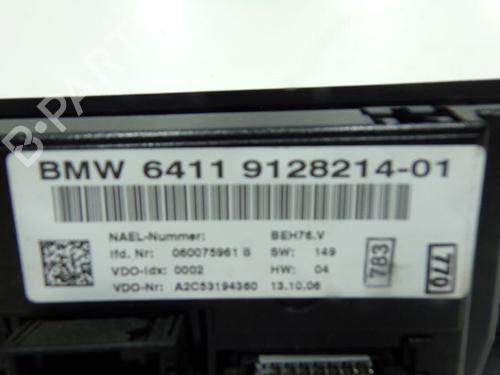 BMW 6411 9128214-01
NAEL-Nummer: BEH76.V
lfd. Nr: 060075961 B SW: 149
VDO-Idx: 0002 HW: 04
VDO-Nr: A2C53194360 13.10.06
783
770
B-PARTS